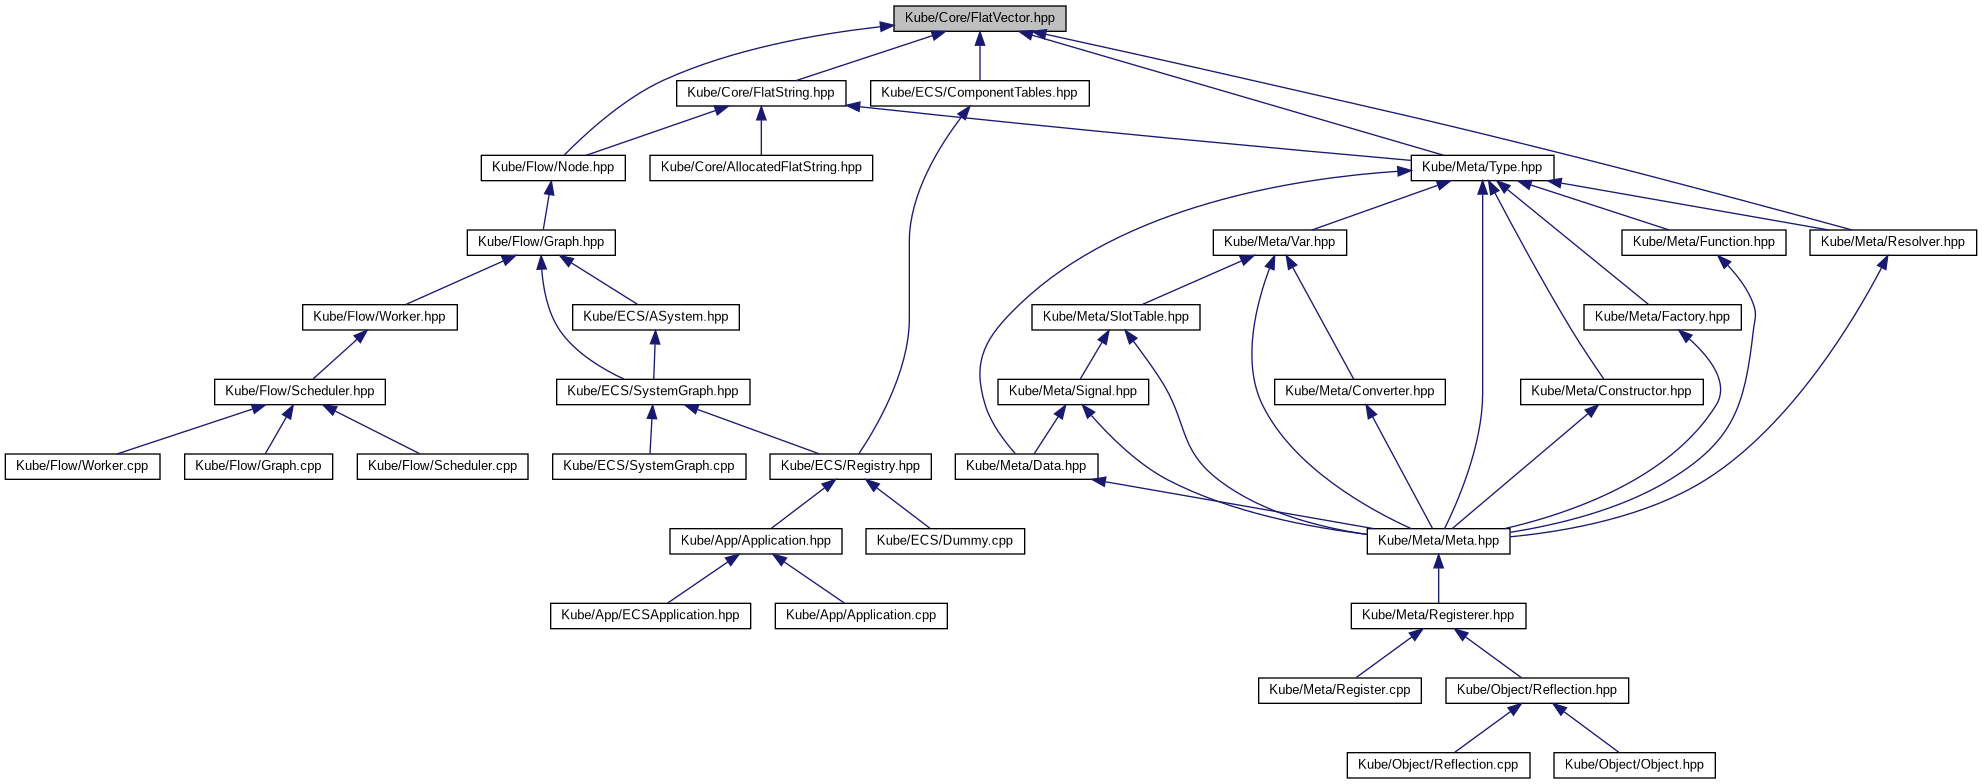 Kube/Core/FlatVector.hpp
Kube/Core/FlatString.hpp
Kube/ECS/ComponentTables.hpp
Kube/Flow/Node.hpp
Kube/Core/AllocatedFlatString.hpp
Kube/Meta/Type.hpp
Kube/Flow/Graph.hpp
Kube/Meta/Var.hpp
Kube/Meta/Function.hpp
Kube/Meta/Resolver.hpp
Kube/Flow/Worker.hpp
Kube/ECS/ASystem.hpp
Kube/Meta/SlotTable.hpp
Kube/Meta/Factory.hpp
Kube/Flow/Scheduler.hpp
Kube/ECS/SystemGraph.hpp
Kube/Meta/Signal.hpp
Kube/Meta/Converter.hpp
Kube/Meta/Constructor.hpp
Kube/Flow/Worker.cpp
Kube/Flow/Graph.cpp
Kube/Flow/Scheduler.cpp
Kube/ECS/SystemGraph.cpp
Kube/ECS/Registry.hpp
Kube/Meta/Data.hpp
Kube/App/Application.hpp
Kube/ECS/Dummy.cpp
Kube/Meta/Meta.hpp
Kube/App/ECSApplication.hpp
Kube/App/Application.cpp
Kube/Meta/Registerer.hpp
Kube/Meta/Register.cpp
Kube/Object/Reflection.hpp
Kube/Object/Reflection.cpp
Kube/Object/Object.hpp